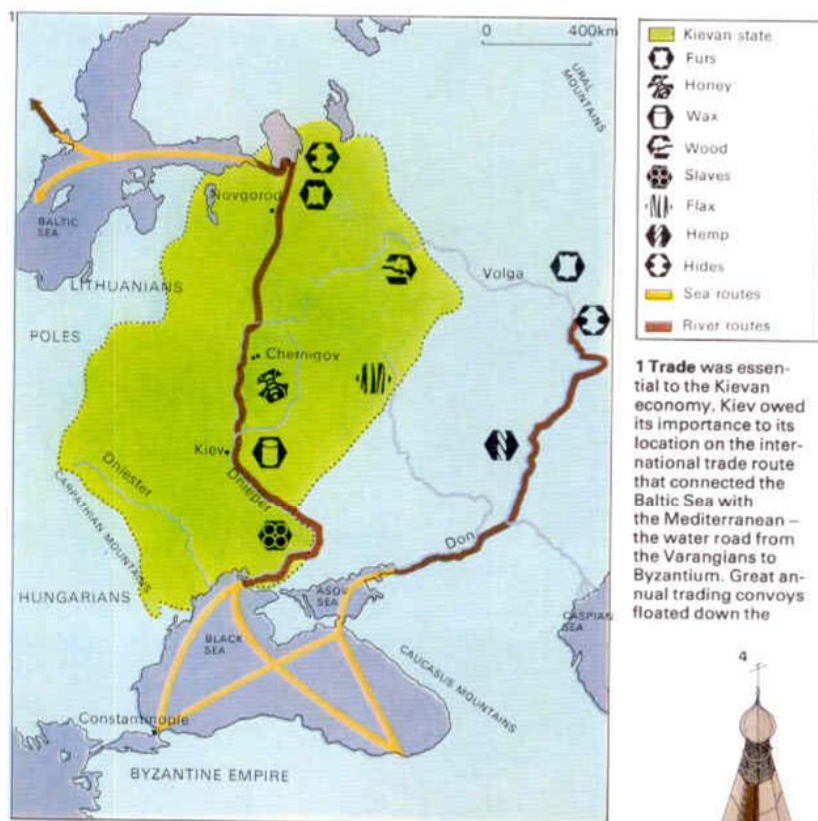 1
0 400km
URAL
MOUNTAINS
Novgorod
BALTIC
SEA
LITHUANIANS
Volga
POLES
Chernigov
Kiev
Dnieper
Dniester
CARPATHIAN MOUNTAINS
Don
HUNGARIANS
ASOV
SEA
CASPIAN
SEA
BLACK
SEA
CAUCASUS MOUNTAINS
Constantinople
BYZANTINE EMPIRE
Kievan state
Furs
Honey
Wax
Wood
Slaves
Flax
Hemp
Hides
Sea routes
River routes
1 Trade was essen-
tial to the Kievan
economy. Kiev owed
its importance to its
location on the inter-
national trade route
that connected the
Baltic Sea with
the Mediterranean –
the water road from
the Varangians to
Byzantium. Great an-
nual trading convoys
floated down the
4